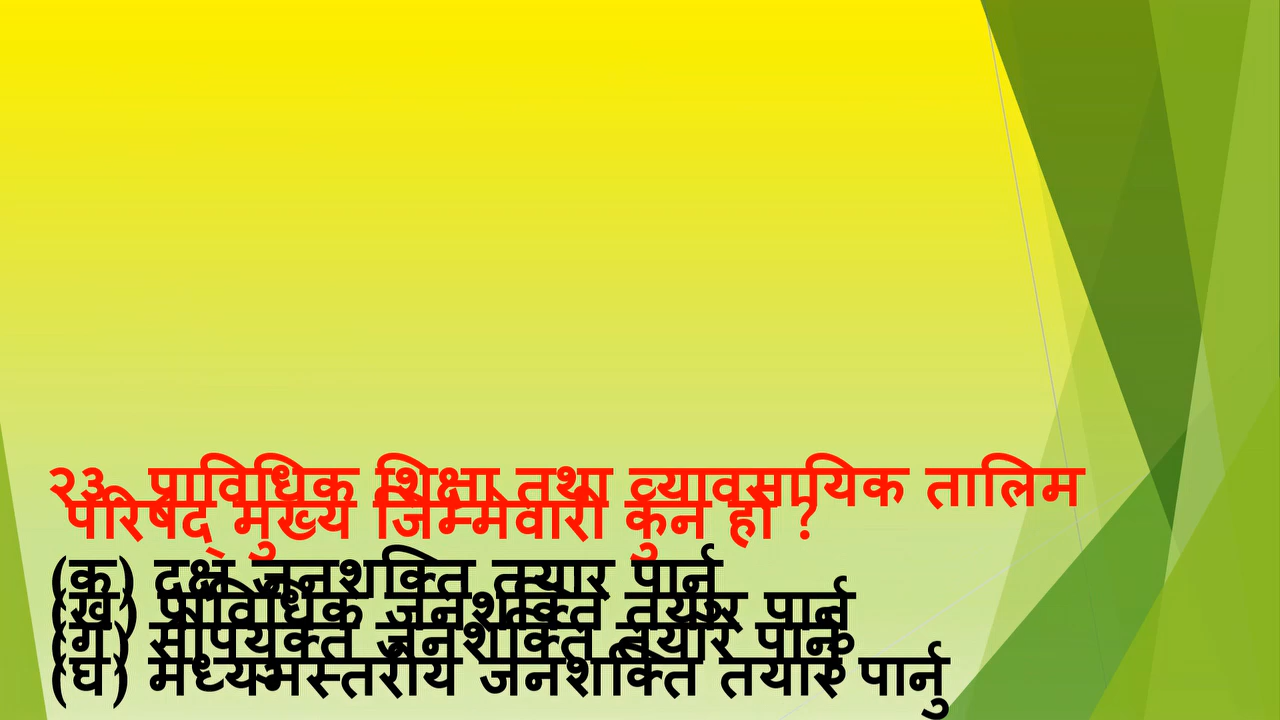 २३. प्राविधिक शिक्षा तथा व्यावसायिक तालिम
परिषद् मुख्य जिम्मेवारी कुन हो ?
(क) दक्ष जनशक्ति तयार पार्नु
(ख) प्राविधिक जनशक्ति तयार पार्नु
(ग) सोपयुक्त जनशक्ति तयार पार्नु
(घ) मध्यमस्तरीय जनशक्ति तयार पार्नु